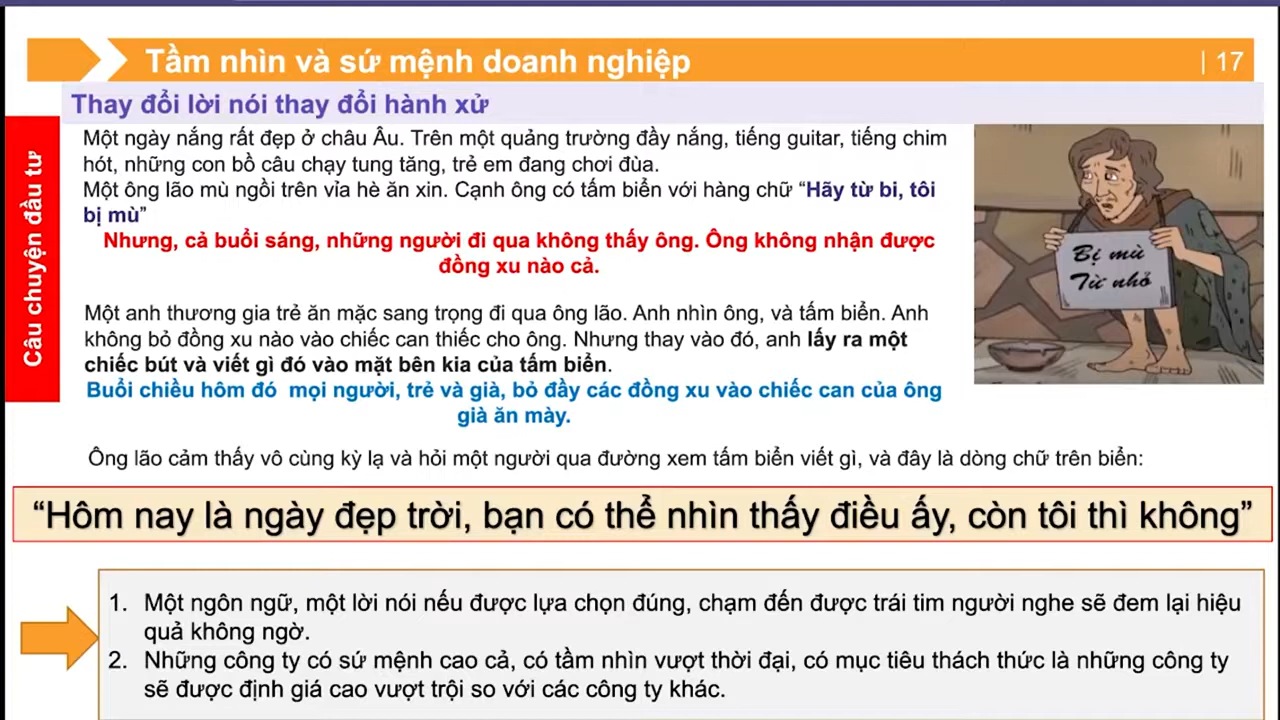 Tầm nhìn và sứ mệnh doanh nghiệp
| 17
Thay đổi lời nói thay đổi hành xử
Câu chuyện đầu tư
Một ngày nắng rất đẹp ở châu Âu. Trên một quảng trường đầy nắng, tiếng guitar, tiếng chim
hót, những con bồ câu chạy tung tăng, trẻ em đang chơi đùa.
Một ông lão mù ngồi trên vỉa hè ăn xin. Cạnh ông có tấm biển với hàng chữ “Hãy từ bi, tôi
bị mù”
Nhưng, cả buổi sáng, những người đi qua không thấy ông. Ông không nhận được
đồng xu nào cả.
Một anh thương gia trẻ ăn mặc sang trọng đi qua ông lão. Anh nhìn ông, và tấm biển. Anh
không bỏ đồng xu nào vào chiếc can thiếc cho ông. Nhưng thay vào đó, anh lấy ra một
chiếc bút và viết gì đó vào mặt bên kia của tấm biển.
Buổi chiều hôm đó  mọi người, trẻ và già, bỏ đầy các đồng xu vào chiếc can của ông
già ăn mày.
Bị mù
Từ nhỏ
Ông lão cảm thấy vô cùng kỳ lạ và hỏi một người qua đường xem tấm biển viết gì, và đây là dòng chữ trên biển:
“Hôm nay là ngày đẹp trời, bạn có thể nhìn thấy điều ấy, còn tôi thì không”
1. Một ngôn ngữ, một lời nói nếu được lựa chọn đúng, chạm đến được trái tim người nghe sẽ đem lại hiệu
quả không ngờ.
2. Những công ty có sứ mệnh cao cả, có tầm nhìn vượt thời đại, có mục tiêu thách thức là những công ty
sẽ được định giá cao vượt trội so với các công ty khác.